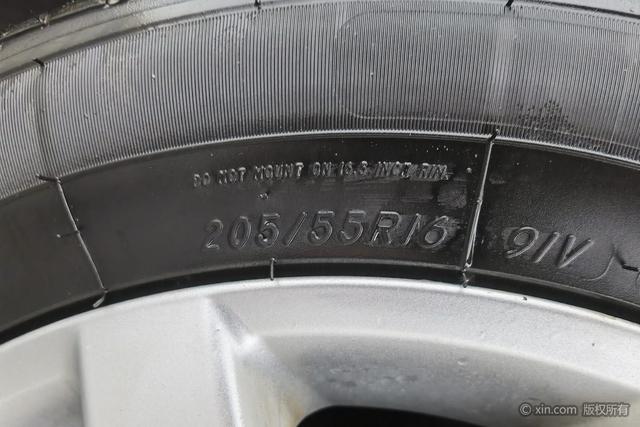 DO NOT MOUNT ON 16.5 INCH RIM.
205/55R16 91V
© xin.com 版权所有